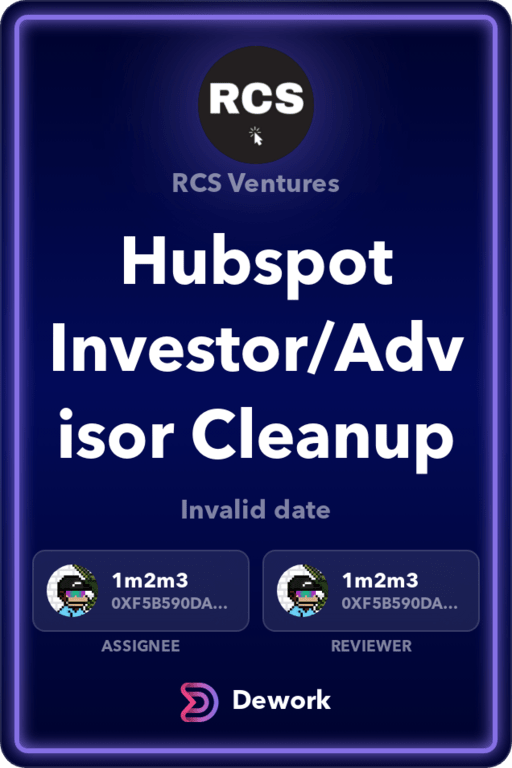 RCS
RCS Ventures
Hubspot
Investor/Adv
isor Cleanup
Invalid date
1m2m3
0XF5B590DA...
1m2m3
0XF5B590DA...
ASSIGNEE
REVIEWER
Dework